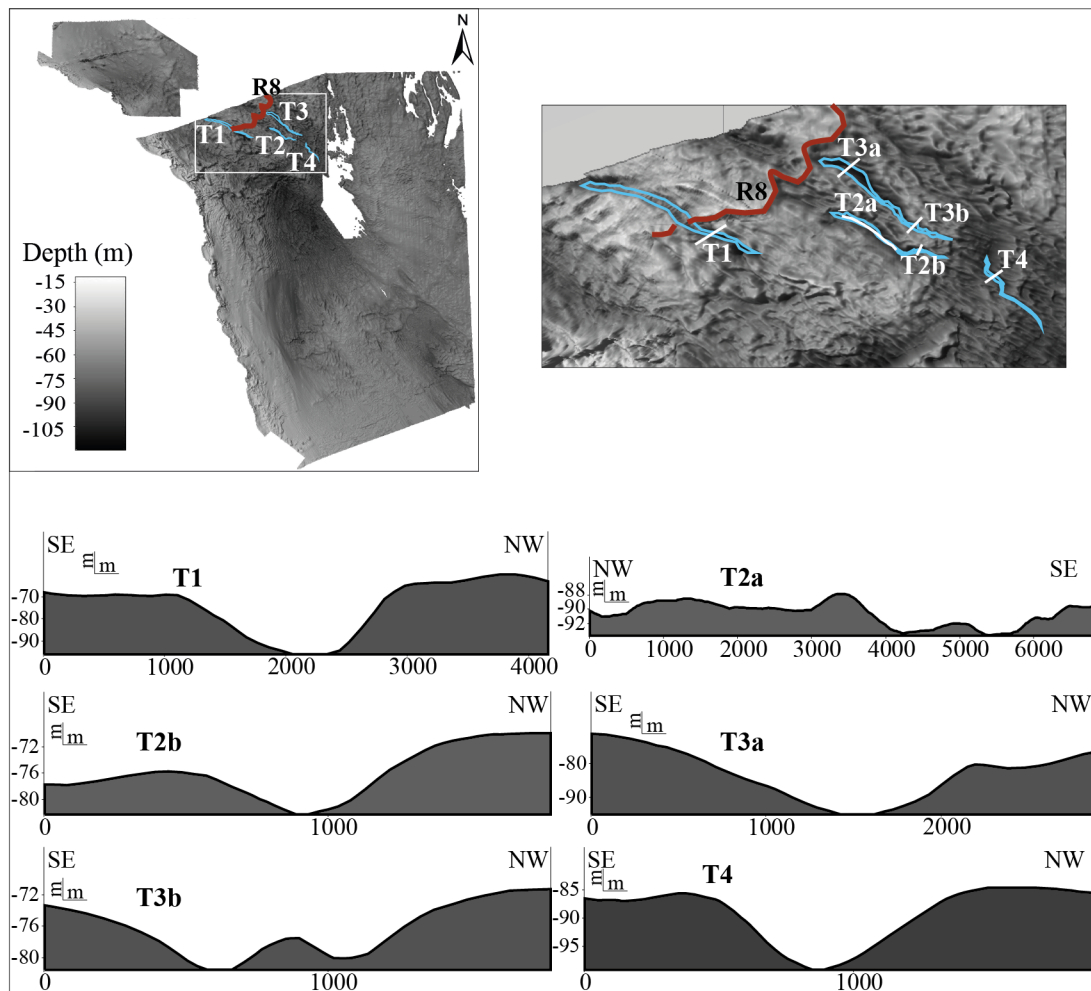 N
R8
T3
T1
T2
T4
Depth (m)
-15
-30
-45
-60
-75
-90
-105
T3a
R8
T2a
T3b
T1
T2b
T4
SE
NW
m
m
T1
-70
-80
-90
0
1000
2000
3000
4000
NW
SE
m
m
T2a
-88
-90
-92
0
1000
2000
3000
4000
5000
6000
SE
NW
m
m
T2b
-72
-76
-80
0
1000
SE
NW
m
m
T3a
-80
-90
0
1000
2000
SE
NW
m
m
T3b
-72
-76
-80
0
1000
SE
NW
m
m
T4
-85
-90
-95
0
1000